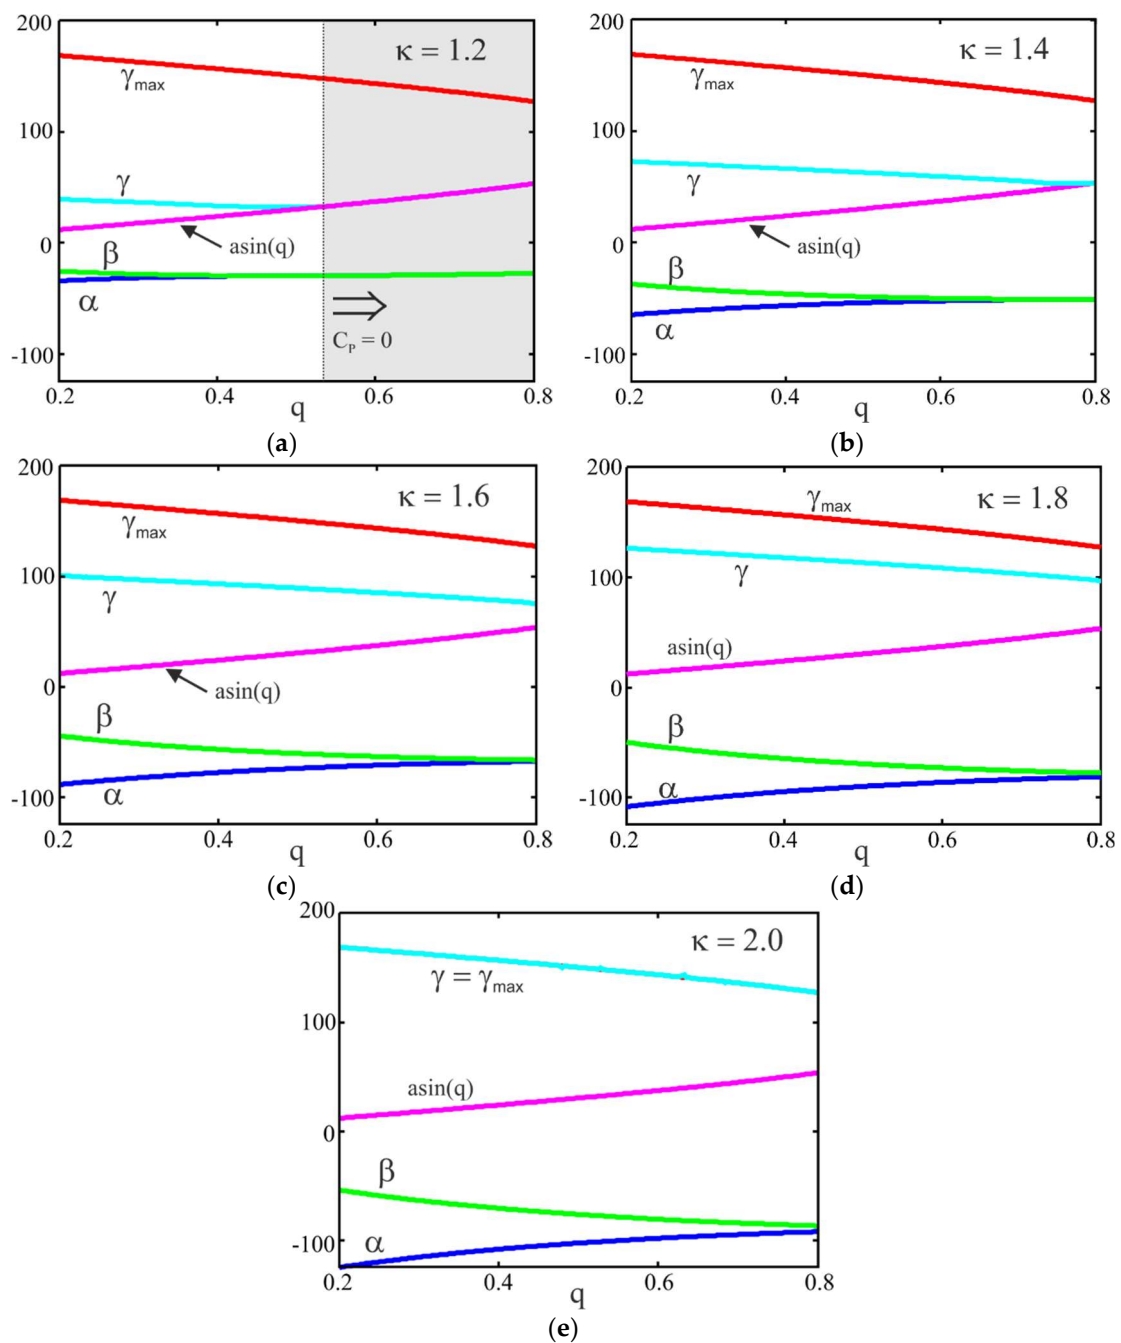 200
κ = 1.2
γmax
100
γ
asin(q)
0
β
α
C_P = 0
-100
0.2
0.4
0.6
0.8
q
(a)
200
κ = 1.4
γmax
100
γ
asin(q)
0
β
α
-100
0.2
0.4
0.6
0.8
q
(b)
200
κ = 1.6
γmax
100
γ
asin(q)
0
β
α
-100
0.2
0.4
0.6
0.8
q
(c)
200
γmax
κ = 1.8
100
γ
asin(q)
0
β
α
-100
0.2
0.4
0.6
0.8
q
(d)
200
κ = 2.0
γ = γmax
100
asin(q)
0
β
α
-100
0.2
0.4
0.6
0.8
q
(e)